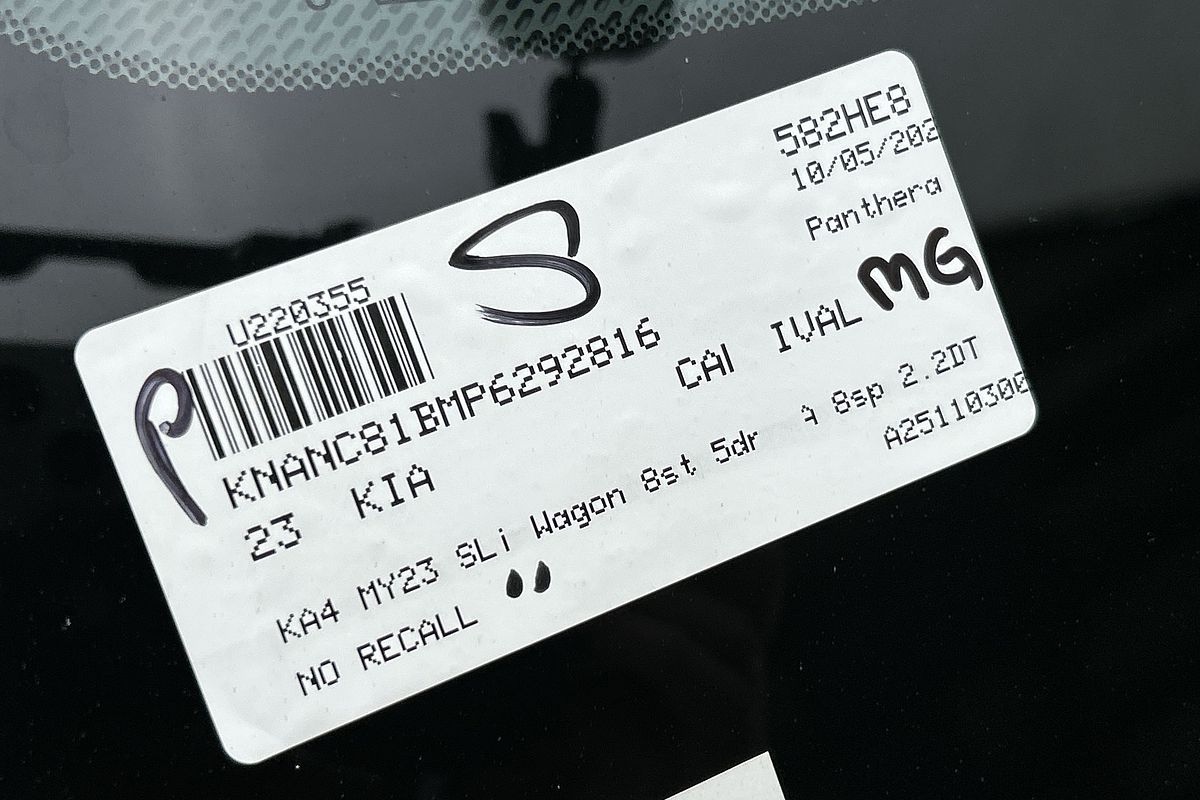 582HE8
10/05/202
Panthera
U220355
S
P
MG
KNANC81BMP6292816
23 KIA CA IVAL
KA4 MY23 SLi Wagon 8st 5dr A 8sp 2.2DT
NO RECALL
A25110300